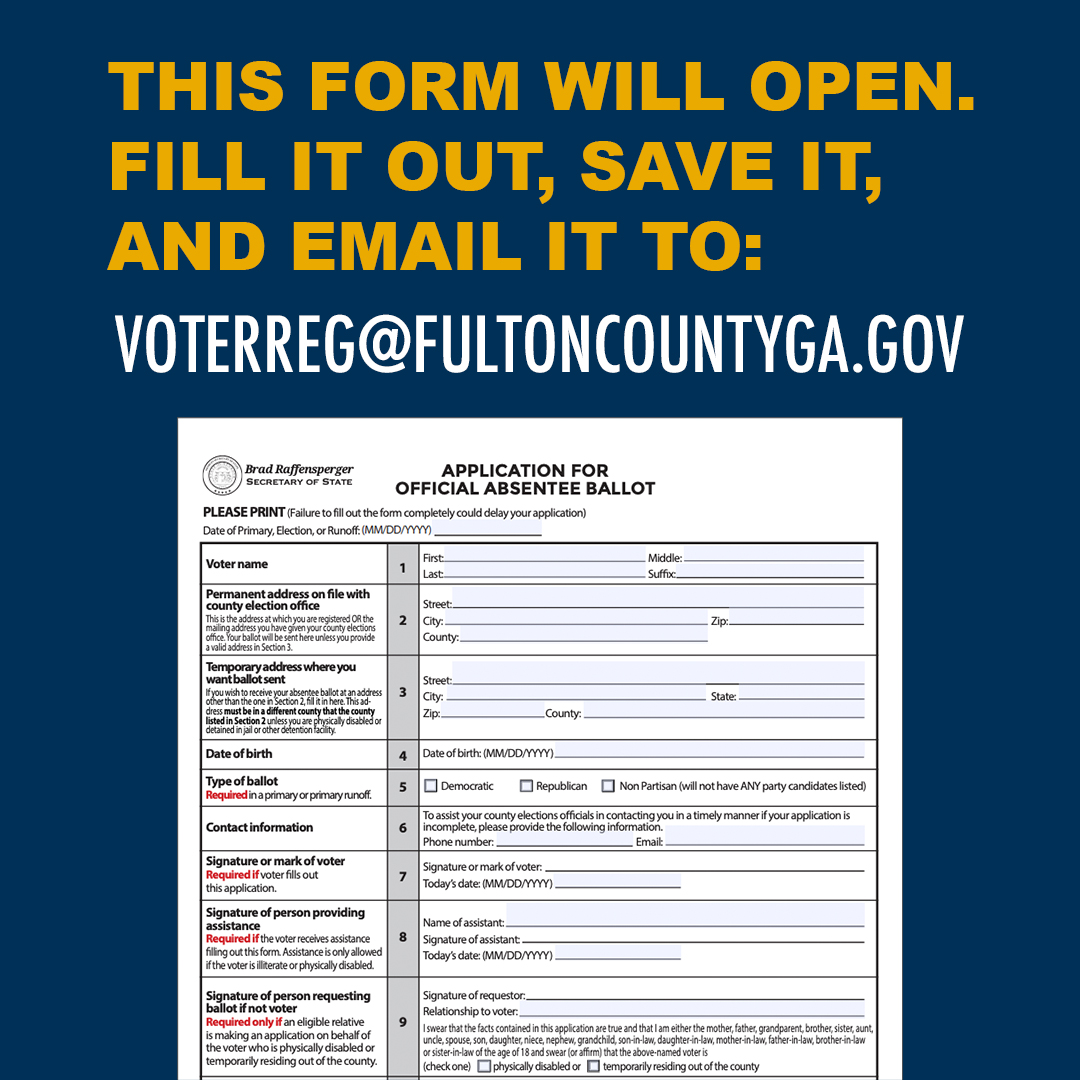 THIS FORM WILL OPEN.
FILL IT OUT, SAVE IT,
AND EMAIL IT TO:
VOTERREG@FULTONCOUNTYGA.GOV
Brad Raffensperger
SECRETARY OF STATE
APPLICATION FOR
OFFICIAL ABSENTEE BALLOT
PLEASE PRINT (Failure to fill out the form completely could delay your application)
Date of Primary, Election, or Runoff: (MM/DD/YYYY)
Voter name
1
First: Middle:
Last: Suffix:
Permanent address on file with
county election office
This is the address at which you are registered OR the
mailing address you have given your county elections
office. Your ballot will be sent here unless you provide
a valid address in Section 3.
2
Street:
City: Zip:
County:
Temporary address where you
want ballot sent
If you wish to receive your absentee ballot at an address
other than the one in Section 2, fill it in here. This ad-
dress must be in a different county that the county
listed in Section 2 unless you are physically disabled or
detained in jail or other detention facility.
3
Street:
City: State:
Zip: County:
Date of birth
4
Date of birth: (MM/DD/YYYY)
Type of ballot
Required in a primary or primary runoff.
5
Democratic Republican Non Partisan (will not have ANY party candidates listed)
Contact information
6
To assist your county elections officials in contacting you in a timely manner if your application is
incomplete, please provide the following information.
Phone number: Email:
Signature or mark of voter
Required if voter fills out
this application.
7
Signature or mark of voter:
Today's date: (MM/DD/YYYY)
Signature of person providing
assistance
Required if the voter receives assistance
filling out this form. Assistance is only allowed
if the voter is illiterate or physically disabled.
8
Name of assistant:
Signature of assistant:
Today's date: (MM/DD/YYYY)
Signature of person requesting
ballot if not voter
Required only if an eligible relative
is making an application on behalf of
the voter who is physically disabled or
temporarily residing out of the county.
9
Signature of requestor:
Relationship to voter:
I swear that the facts contained in this application are true and that I am either the mother, father, grandparent, brother, sister, aunt,
uncle, spouse, son, daughter, niece, nephew, grandchild, son-in-law, daughter-in-law, mother-in-law, father-in-law, brother-in-law
or sister-in-law of the age of 18 and swear (or affirm) that the above-named voter is
(check one) physically disabled or temporarily residing out of the county